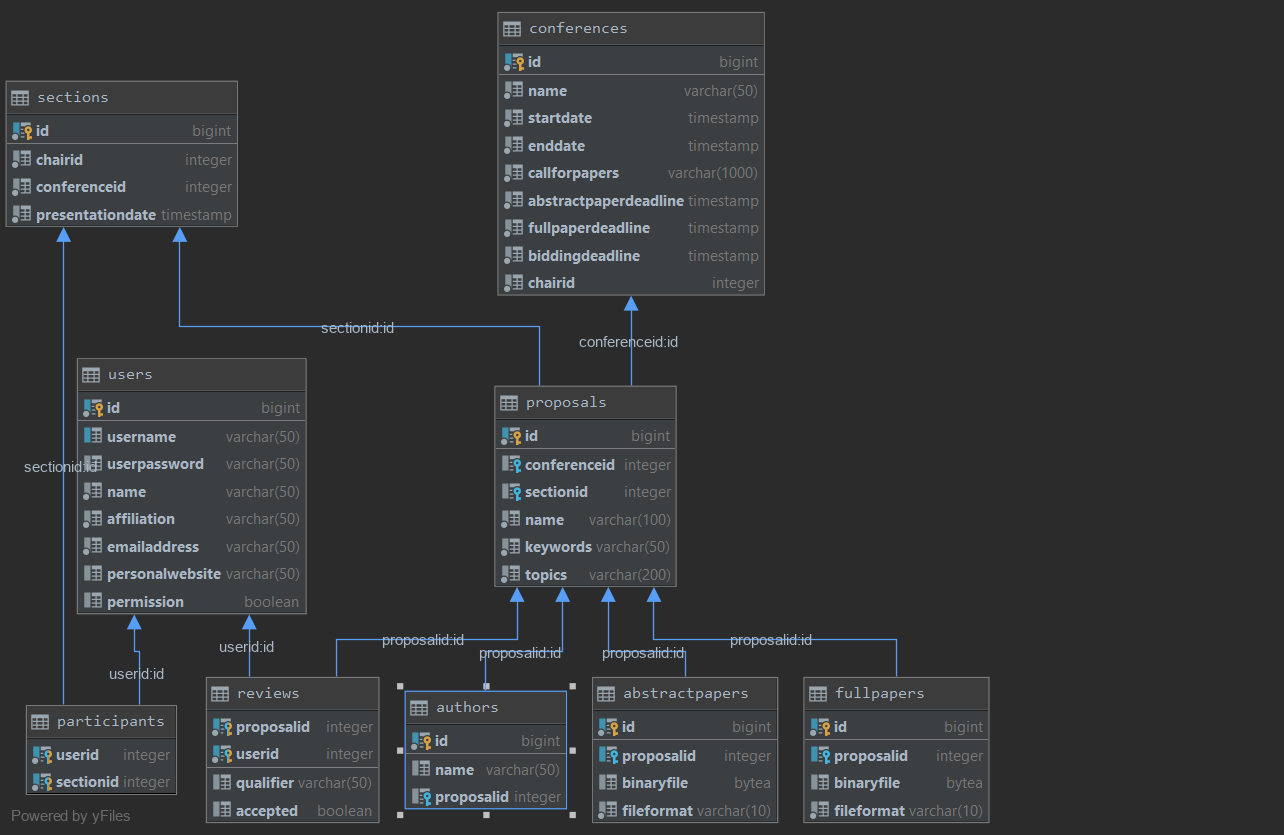 conferences
id bigint
name varchar(50)
startdate timestamp
enddate timestamp
callforpapers varchar(1000)
abstractpaperdeadline timestamp
fullpaperdeadline timestamp
biddingdeadline timestamp
chairid integer
sections
id bigint
chairid integer
conferenceid integer
presentationdate timestamp
sectionid:id
conferenceid:id
users
id bigint
username varchar(50)
userpassword varchar(50)
name varchar(50)
affiliation varchar(50)
emailaddress varchar(50)
personalwebsite varchar(50)
permission boolean
sectionid:id
proposals
id bigint
conferenceid integer
sectionid integer
name varchar(100)
keywords varchar(50)
topics varchar(200)
userid:id
userid:id
proposalid:id
proposalid:id
proposalid:id
proposalid:id
participants
userid integer
sectionid integer
reviews
proposalid integer
userid integer
qualifier varchar(50)
accepted boolean
authors
id bigint
name varchar(50)
proposalid integer
abstractpapers
id bigint
proposalid integer
binaryfile bytea
fileformat varchar(10)
fullpapers
id bigint
proposalid integer
binaryfile bytea
fileformat varchar(10)
Powered by yFiles